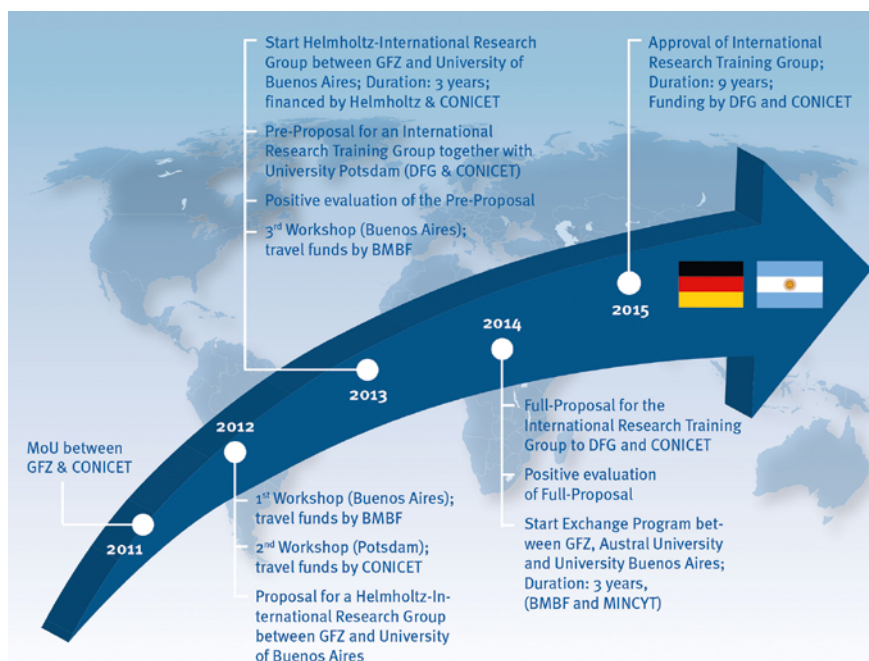 MoU between
GFZ & CONICET
2011
2012
1st Workshop (Buenos Aires);
travel funds by BMBF
2nd Workshop (Potsdam);
travel funds by CONICET
Proposal for a Helmholtz-In-
ternational Research Group
between GFZ and University
of Buenos Aires
Start Helmholtz-International Research
Group between GFZ and University of
Buenos Aires; Duration: 3 years;
financed by Helmholtz & CONICET
Pre-Proposal for an International
Research Training Group together with
University Potsdam (DFG & CONICET)
Positive evaluation of the Pre-Proposal
3rd Workshop (Buenos Aires);
travel funds by BMBF
2013
2014
Full-Proposal for the
International Research Training
Group to DFG and CONICET
Positive evaluation
of Full-Proposal
Start Exchange Program bet-
ween GFZ, Austral University
and University Buenos Aires;
Duration: 3 years,
(BMBF and MINCYT)
Approval of International
Research Training Group;
Duration: 9 years;
Funding by DFG and CONICET
2015